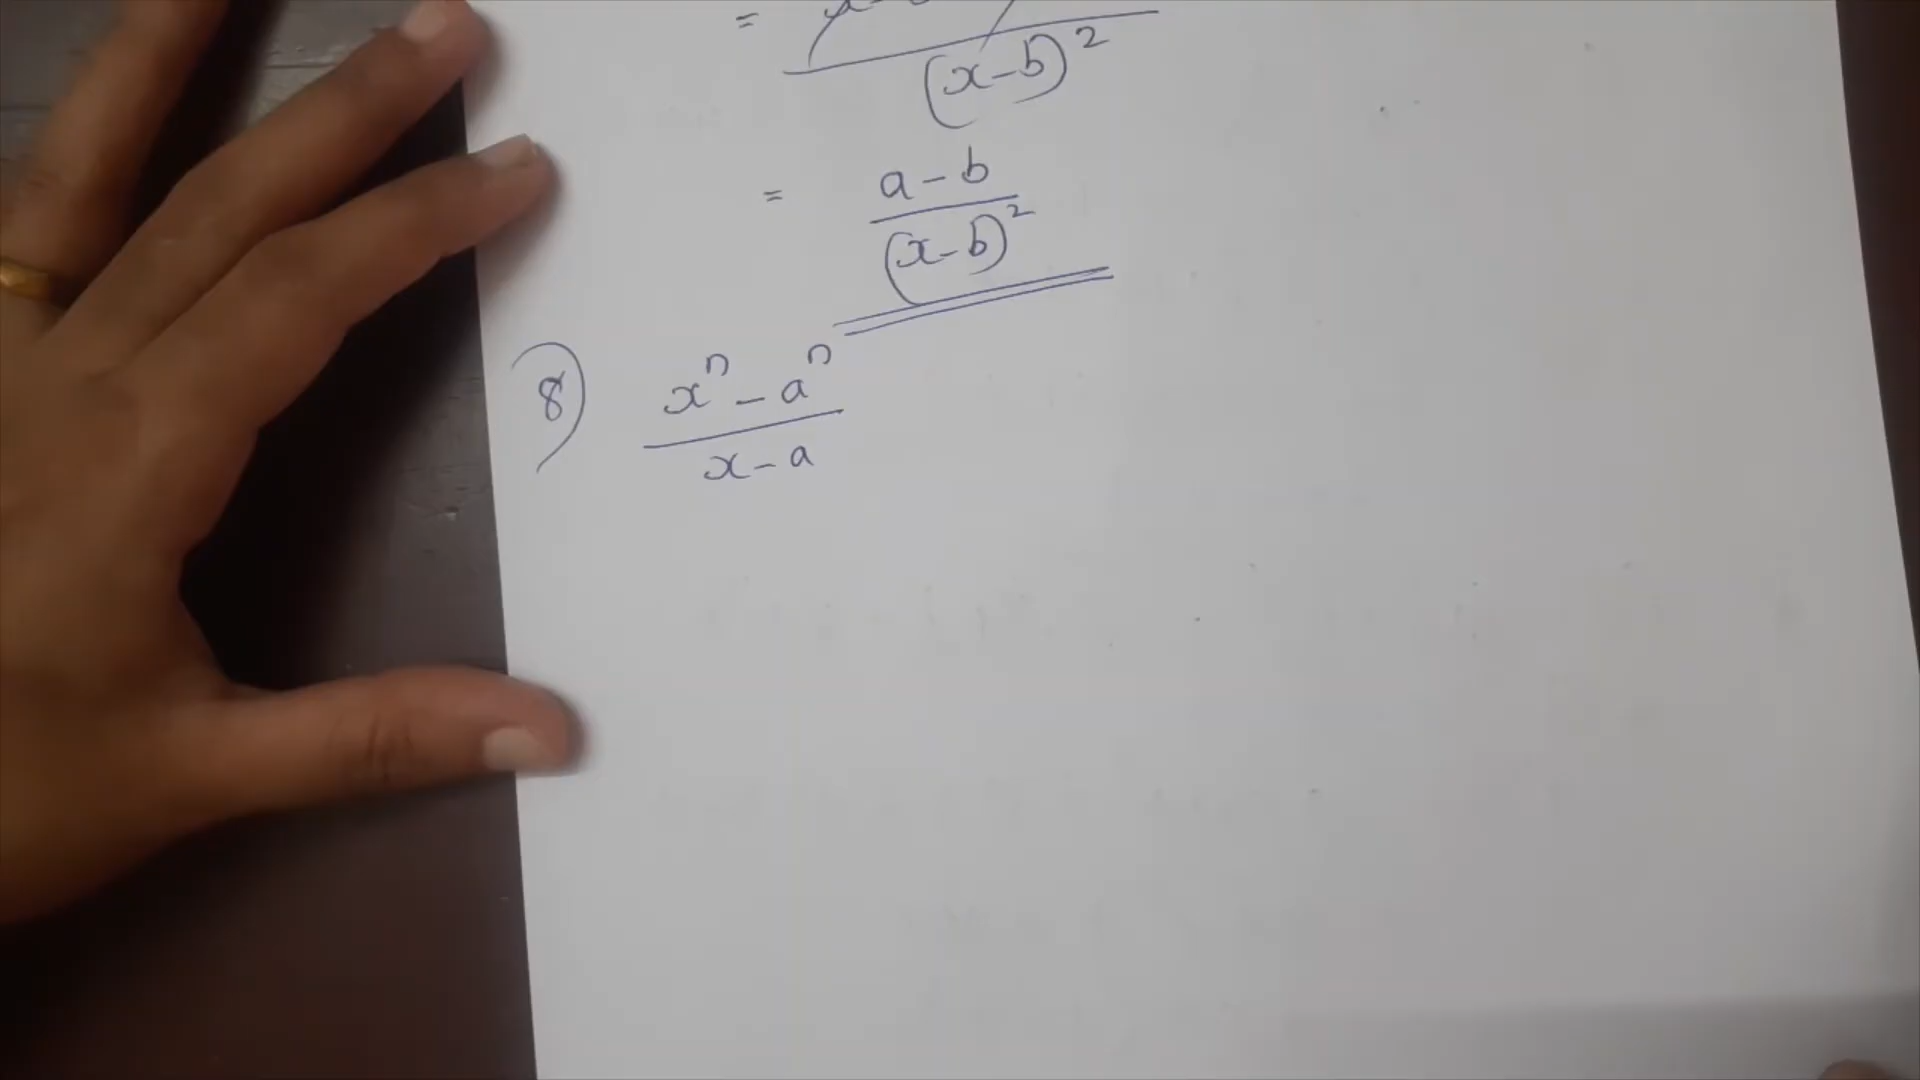 =
(x-b)²
= a-b
(x-b)²
8) xⁿ - aⁿ
x-a